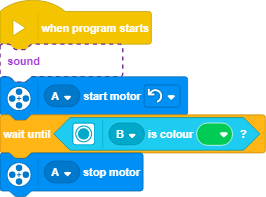 when program starts
sound
A start motor
wait until B is colour ?
A stop motor